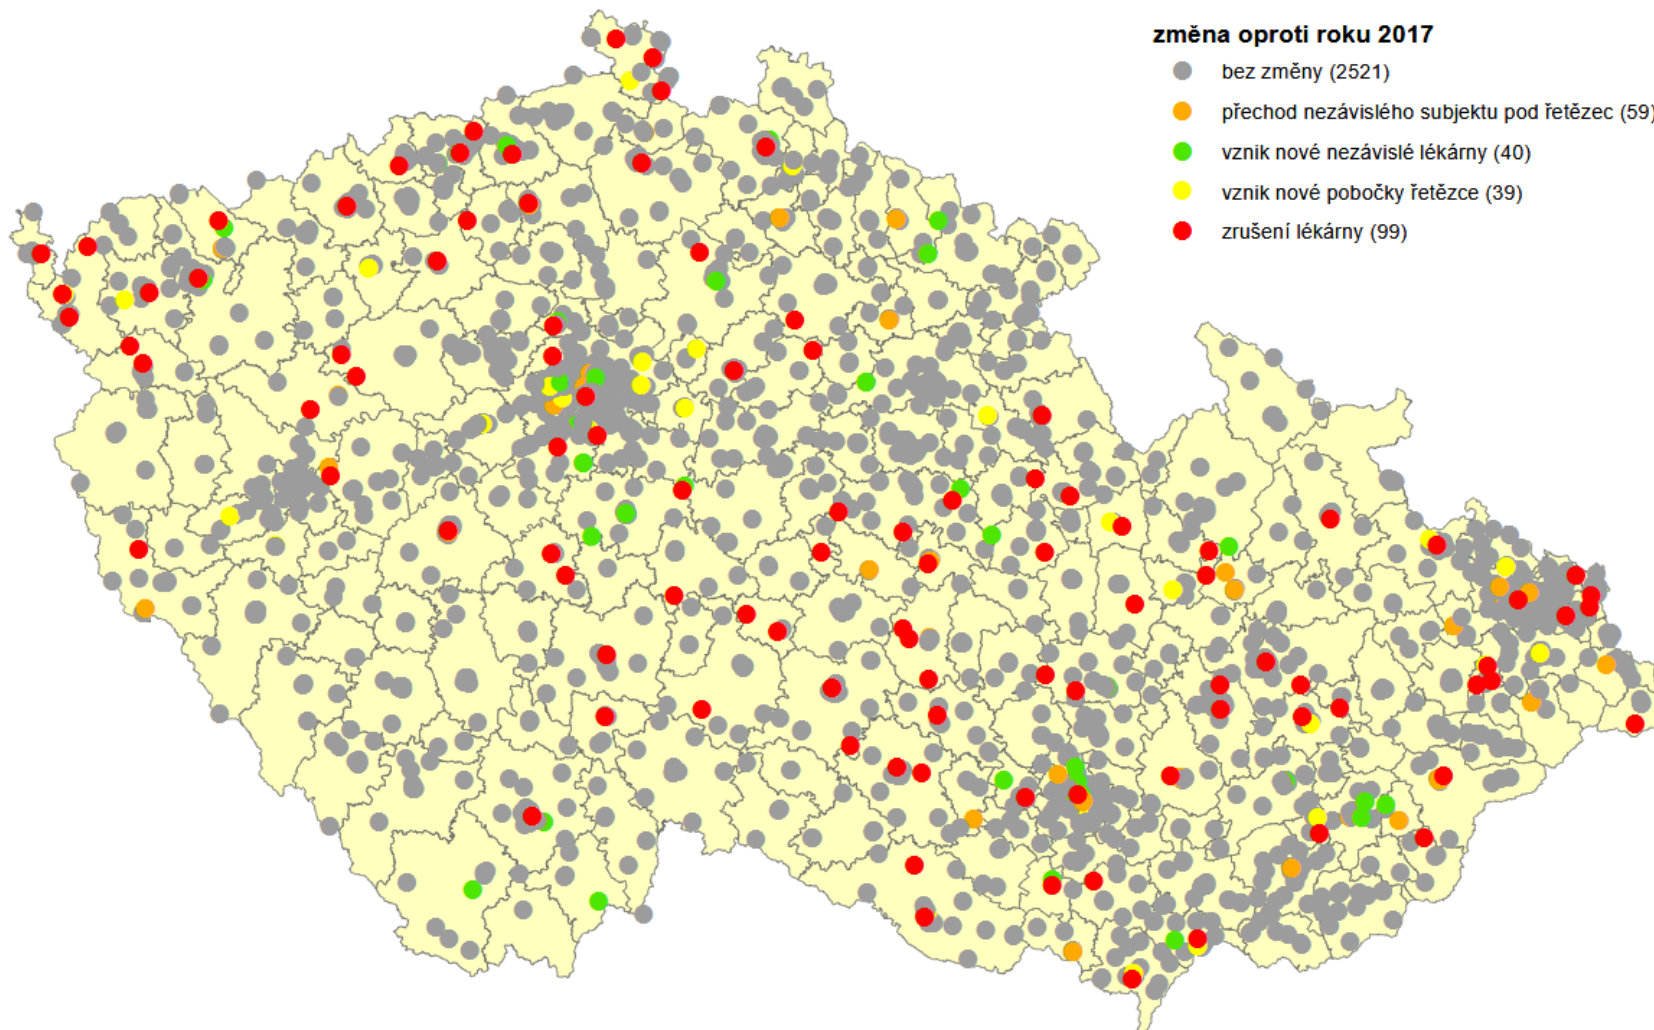 změna oproti roku 2017
bez změny (2521)
přechod nezávislého subjektu pod řetězec (59)
vznik nové nezávislé lékárny (40)
vznik nové pobočky řetězce (39)
zrušení lékárny (99)